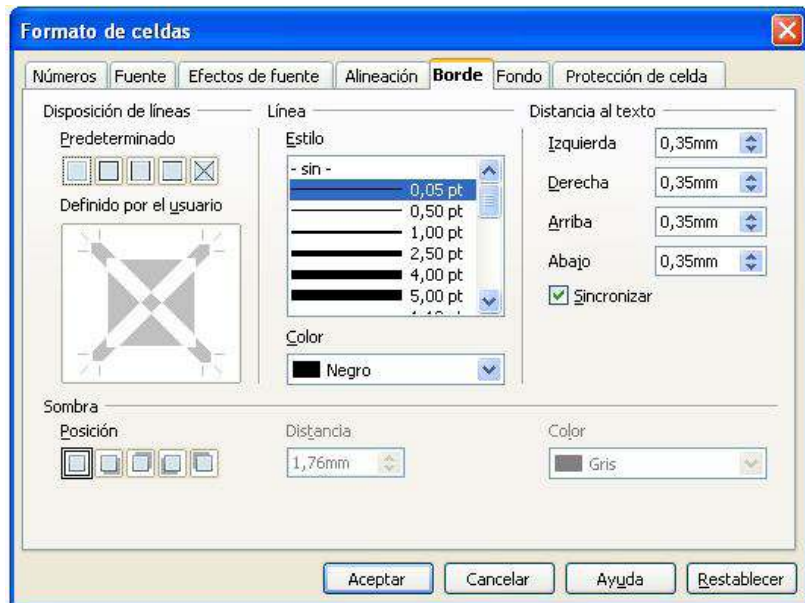 Formato de celdas
Números Fuente Efectos de fuente Alineación Borde Fondo Protección de celda
Disposición de líneas
Predeterminado
Definido por el usuario
Línea
Estilo
- sin -
0,05 pt
0,50 pt
1,00 pt
2,50 pt
4,00 pt
5,00 pt
Color
Negro
Distancia al texto
Izquierda 0,35mm
Derecha 0,35mm
Arriba 0,35mm
Abajo 0,35mm
Sincronizar
Sombra
Posición
Distancia
1,76mm
Color
Gris
Aceptar Cancelar Ayuda Restablecer